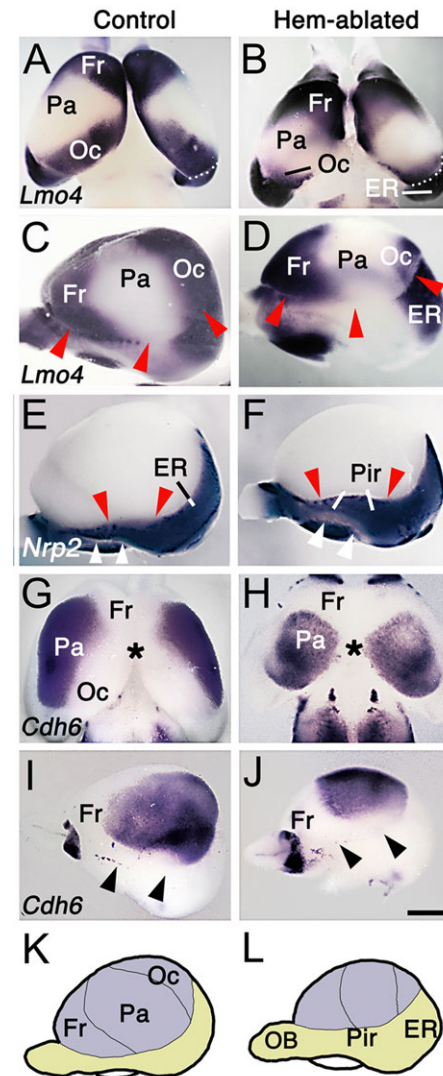 Control Hem-ablated
A B
Fr Fr
Pa Pa
Oc Oc
Lmo4 ER
C D
Pa Oc Pa Oc
Fr Fr
ER
Lmo4
E F
ER Pir
Nrp2
G H
Fr Fr
Pa * Pa *
Oc
Cdh6
I J
Fr Fr
Cdh6
K L
Oc
Fr Pa OB Pir ER